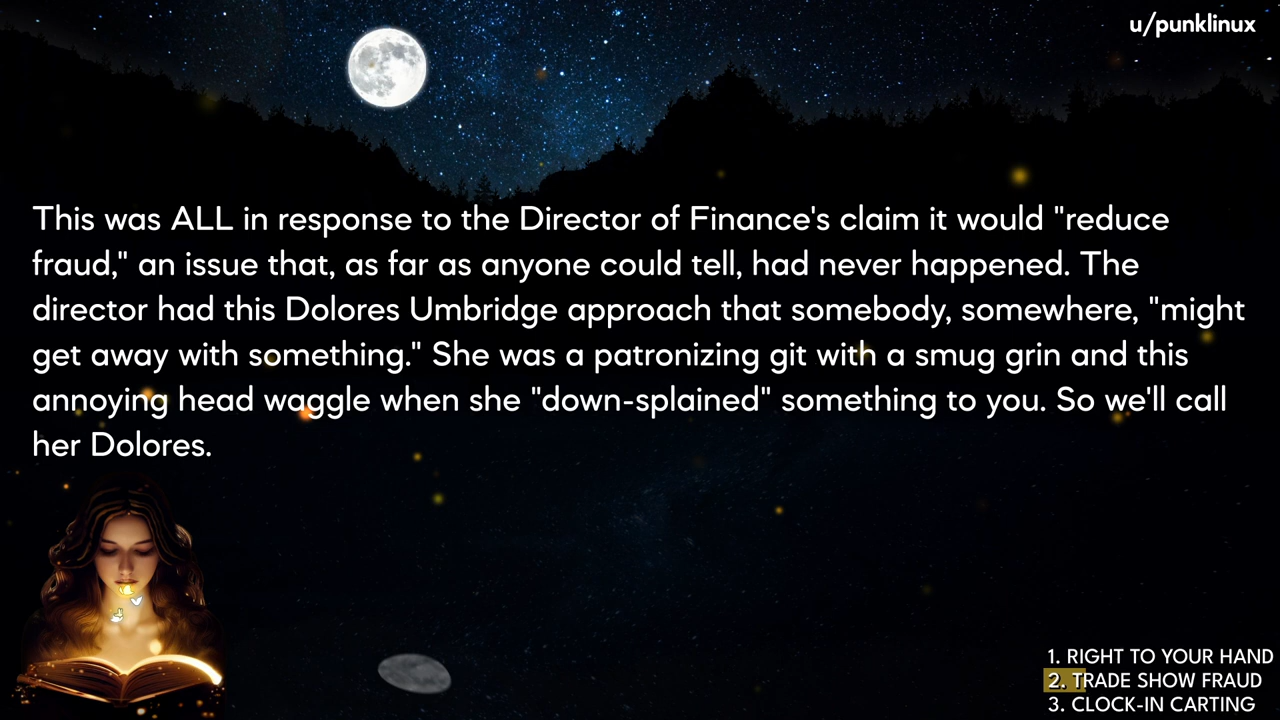 u/punklinux
This was ALL in response to the Director of Finance's claim it would "reduce
fraud," an issue that, as far as anyone could tell, had never happened. The
director had this Dolores Umbridge approach that somebody, somewhere, "might
get away with something." She was a patronizing git with a smug grin and this
annoying head waggle when she "down-splained" something to you. So we'll call
her Dolores.
1. RIGHT TO YOUR HAND
2. TRADE SHOW FRAUD
3. CLOCK-IN CARTING